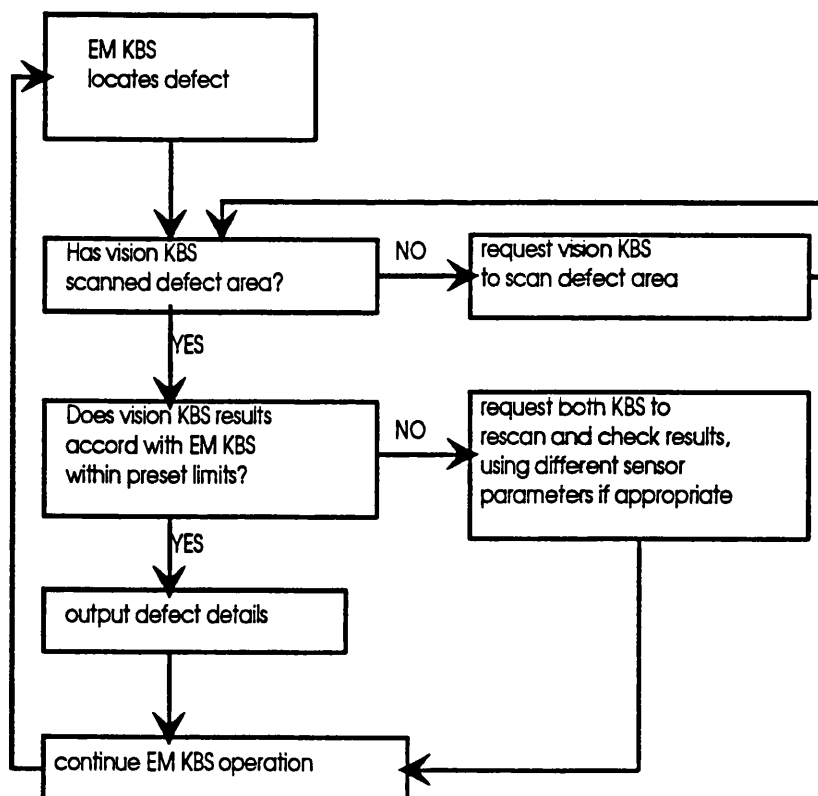 EM KBS
locates defect
Has vision KBS
scanned defect area?
NO
request vision KBS
to scan defect area
YES
Does vision KBS results
accord with EM KBS
within preset limits?
NO
request both KBS to
rescan and check results,
using different sensor
parameters if appropriate
YES
output defect details
continue EM KBS operation